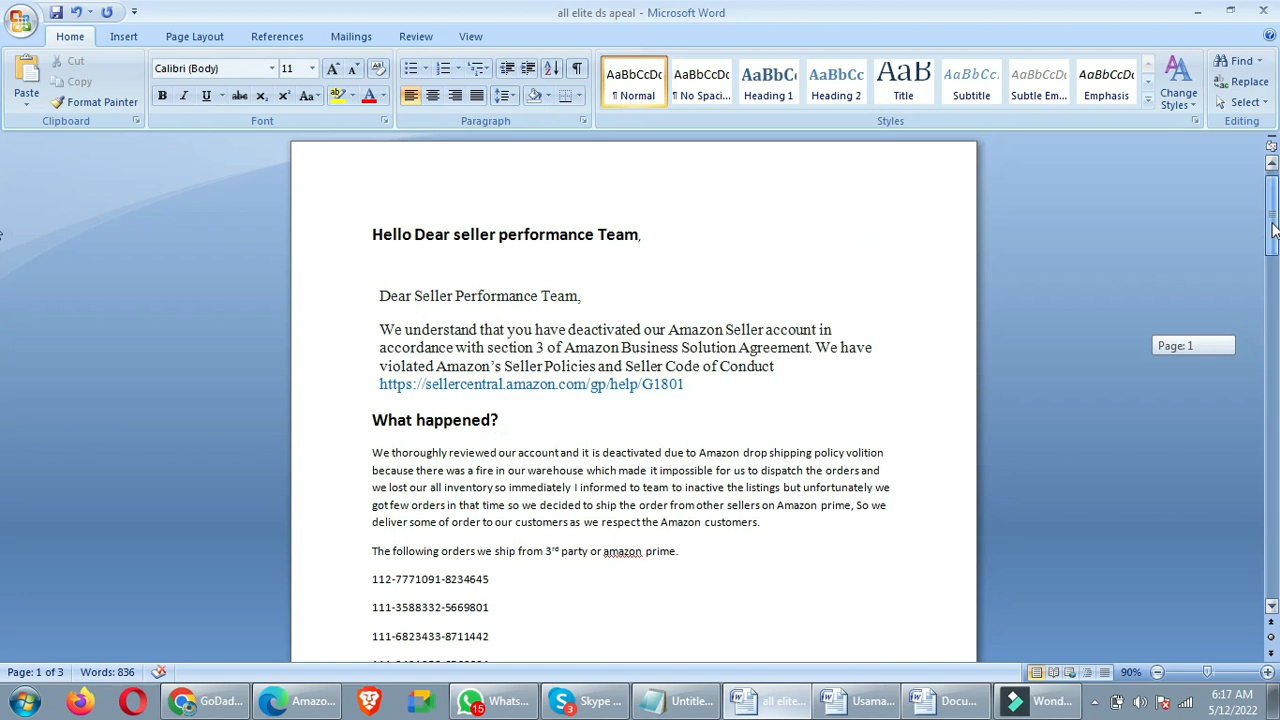 all elite ds apeal - Microsoft Word
Home Insert Page Layout References Mailings Review View
Paste
Cut
Copy
Format Painter
Clipboard
Calibri (Body) 11
Font
Paragraph
AaBbCcDc AaBbCcDc AaBbCc AaBbCc AaB AaBbCc. AaBbCcDc AaBbCcDc
¶ Normal ¶ No Spaci... Heading 1 Heading 2 Title Subtitle Subtle Em... Emphasis
Change
Styles
Styles
Find
Replace
Select
Editing
Hello Dear seller performance Team,
Dear Seller Performance Team,
We understand that you have deactivated our Amazon Seller account in
accordance with section 3 of Amazon Business Solution Agreement. We have
violated Amazon’s Seller Policies and Seller Code of Conduct
https://sellercentral.amazon.com/gp/help/G1801
What happened?
We thoroughly reviewed our account and it is deactivated due to Amazon drop shipping policy volition
because there was a fire in our warehouse which made it impossible for us to dispatch the orders and
we lost our all inventory so immediately I informed to team to inactive the listings but unfortunately we
got few orders in that time so we decided to ship the order from other sellers on Amazon prime, So we
deliver some of order to our customers as we respect the Amazon customers.
The following orders we ship from 3rd party or amazon prime.
112-7771091-8234645
111-3588332-5669801
111-6823433-8711442
Page: 1
Page: 1 of 3 Words: 836 90%
GoDad... Amazo... Whats... Skype ... Untitle... all elite... Usama... Docum... Wond...
15
3
6:17 AM
5/12/2022